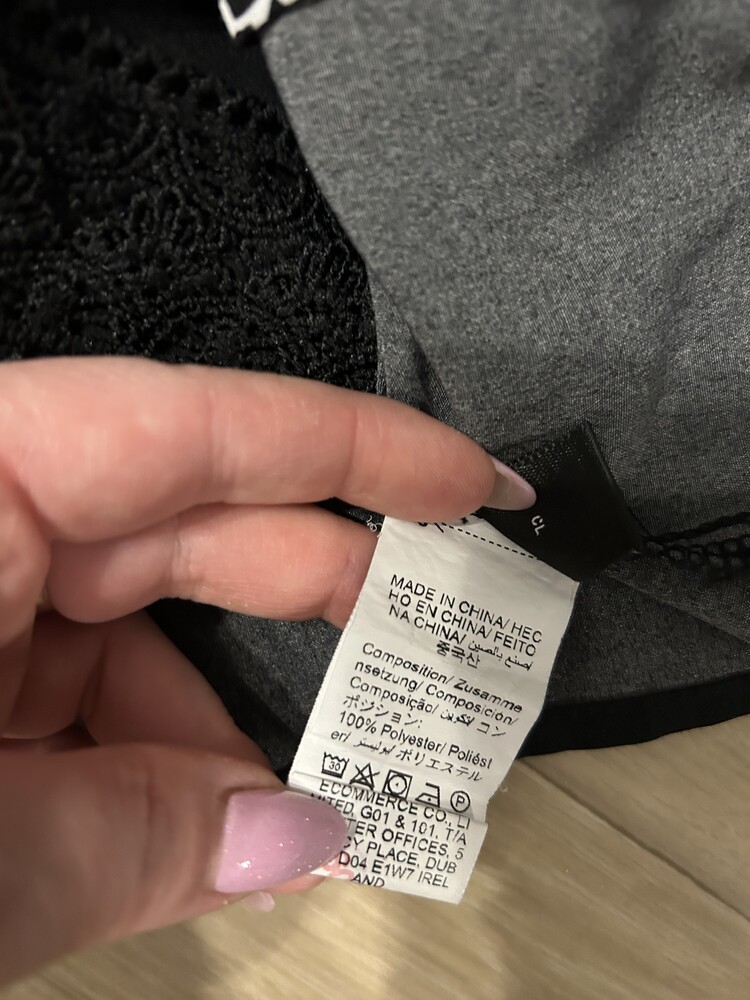 CL
MADE IN CHINA/ HEC
HO EN CHINA/ FEITO
NA CHINA/ صنع بالصين
중국산
Composition/ Zusamme
nsetzung/ Composición/
Composição/ コン
ポジション:
100% Polyester/ Poliést
er/ بوليستر/ ポリエステル
30 P
ECOMMERCE CO., LI
MITED, G01 & 101, T/A
TER OFFICES, 5
CY PLACE, DUB
D04 E1W7 IREL
AND